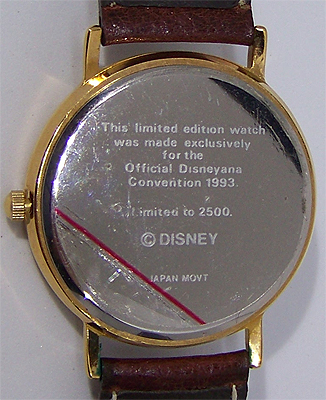 This limited edition watch
was made exclusively
for the
Official Disneyana
Convention 1993.
Limited to 2500.
© DISNEY
JAPAN MOVT